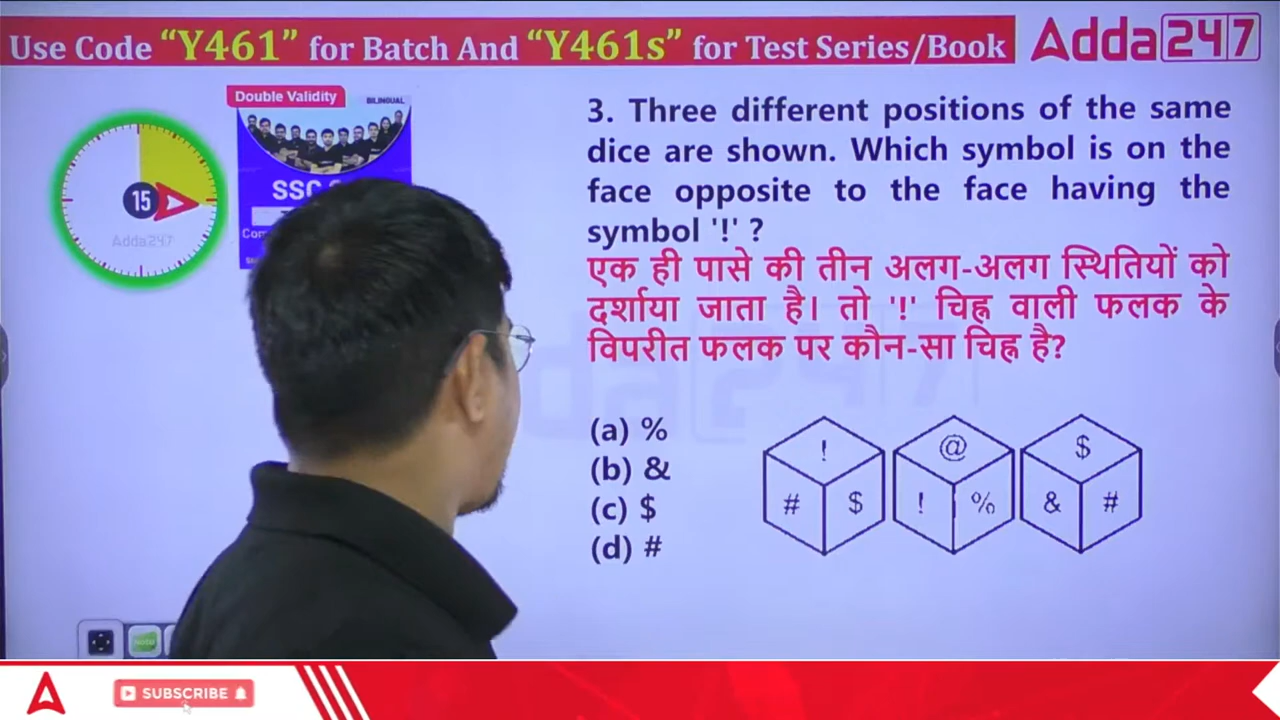 Use Code “Y461” for Batch And “Y461s” for Test Series/Book
Adda247
Double Validity
BILINGUAL
SSC
15
Adda247
3. Three different positions of the same
dice are shown. Which symbol is on the
face opposite to the face having the
symbol '!' ?
एक ही पासे की तीन अलग-अलग स्थितियों को
दर्शाया जाता है। तो '!' चिह्न वाली फलक के
विपरीत फलक पर कौन-सा चिह्न है?
(a) %
(b) &
(c) $
(d) #
! @ $
# $ ! % & #
SUBSCRIBE